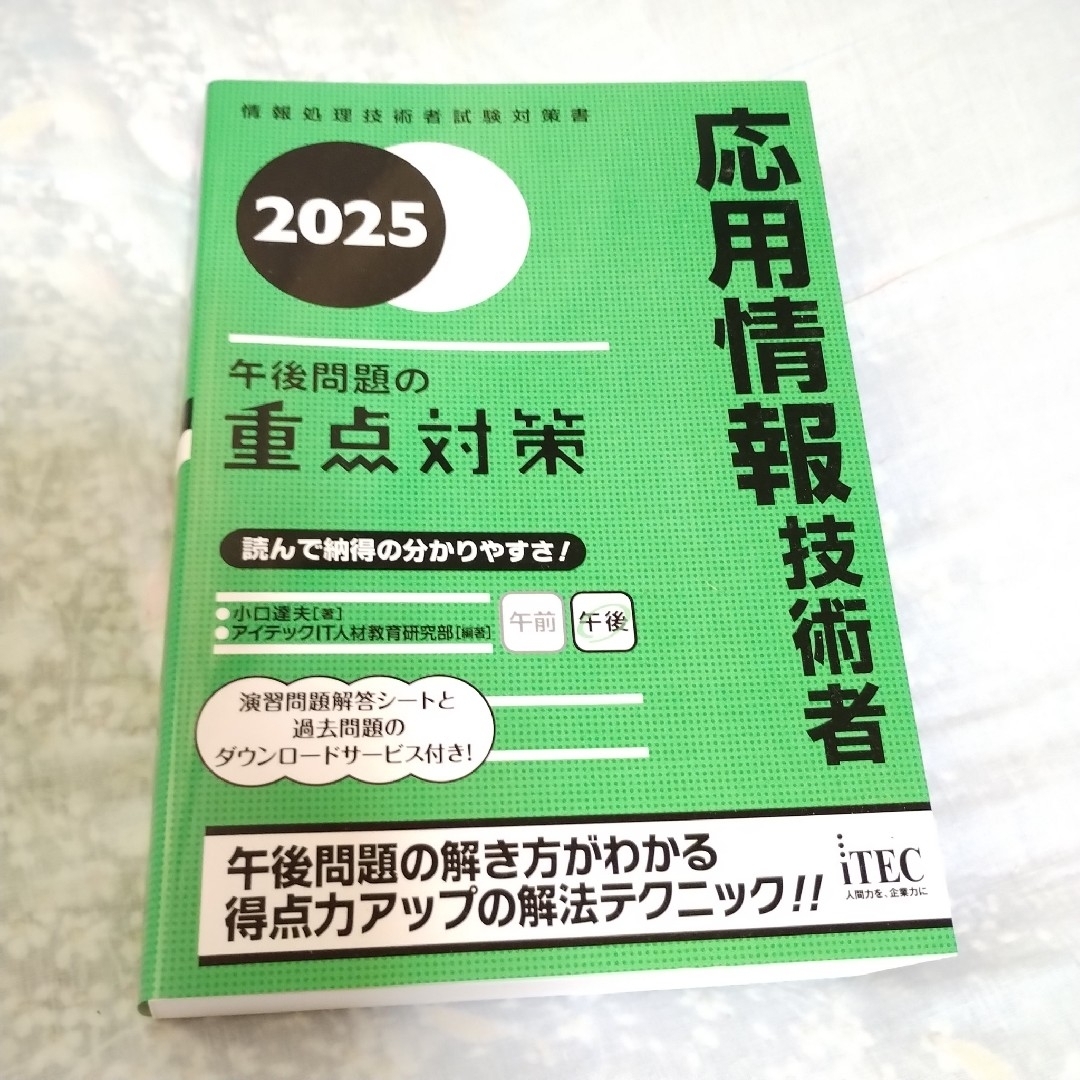 情報処理技術者試験対策書
2025
応用情報技術者
午後問題の
重点対策
読んで納得の分かりやすさ!
●小口達夫[著]
●アイテックIT人材教育研究部[編著]
午前
午後
演習問題解答シートと
過去問題の
ダウンロードサービス付き!
午後問題の解き方がわかる
得点力アップの解法テクニック!!
iTEC
人間力を、企業力に